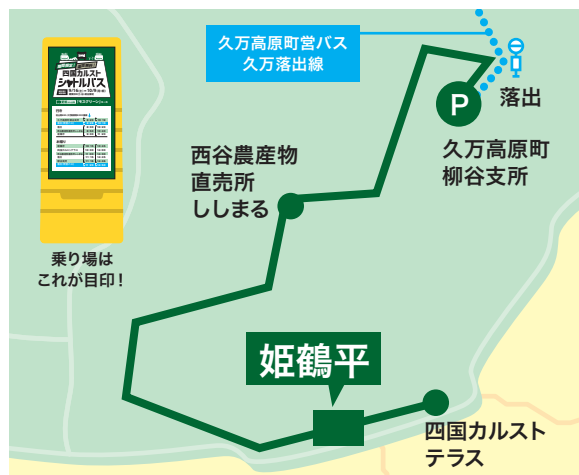 四国カルスト
シャトルバス
久万高原町営バス
久万落出線
P
落出
久万高原町
柳谷支所
西谷農産物
直売所
ししまる
乗り場は
これが目印！
姫鶴平
四国カルスト
テラス